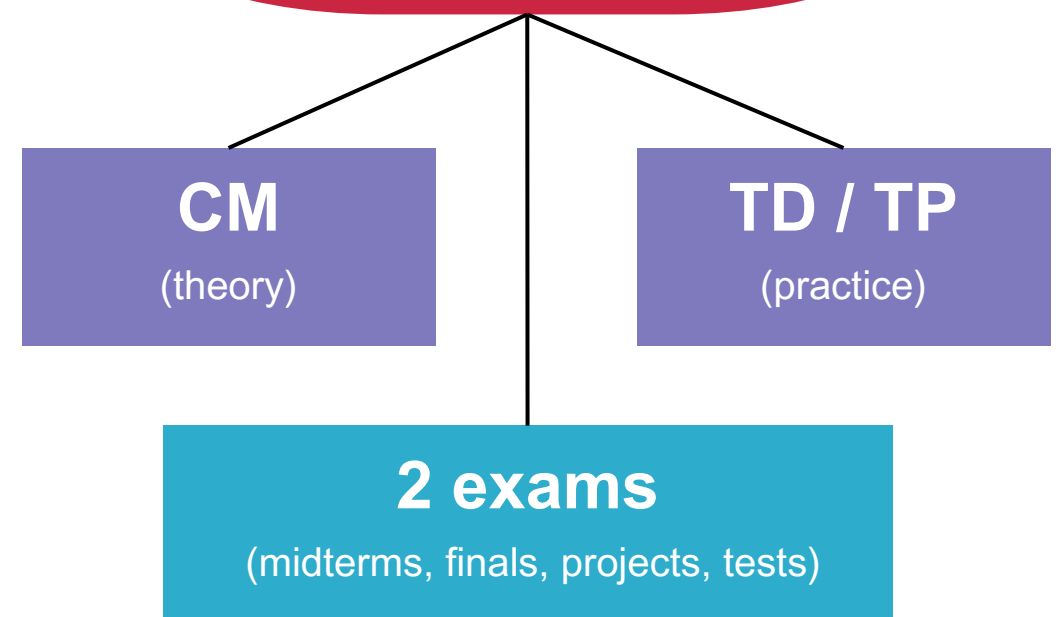 CM
(theory)
TD / TP
(practice)
2 exams
(midterms, finals, projects, tests)